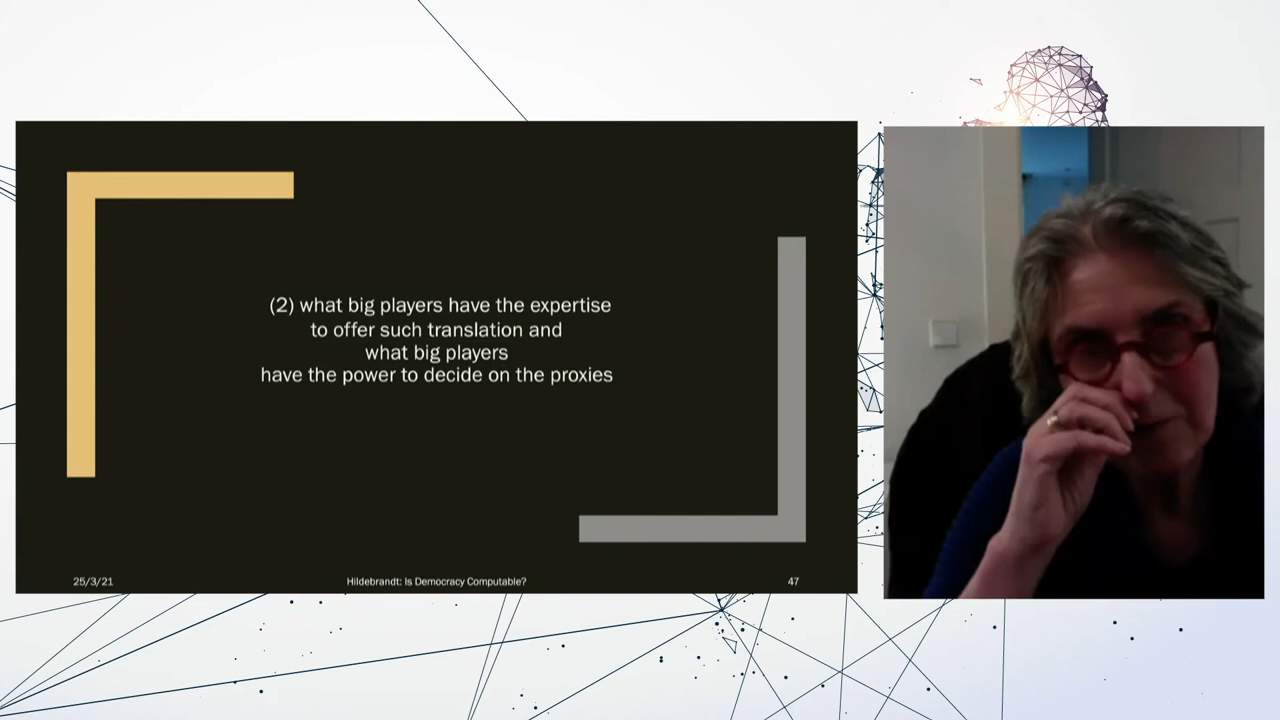 (2) what big players have the expertise
to offer such translation and
what big players
have the power to decide on the proxies
25/3/21
Hildebrandt: Is Democracy Computable?
47